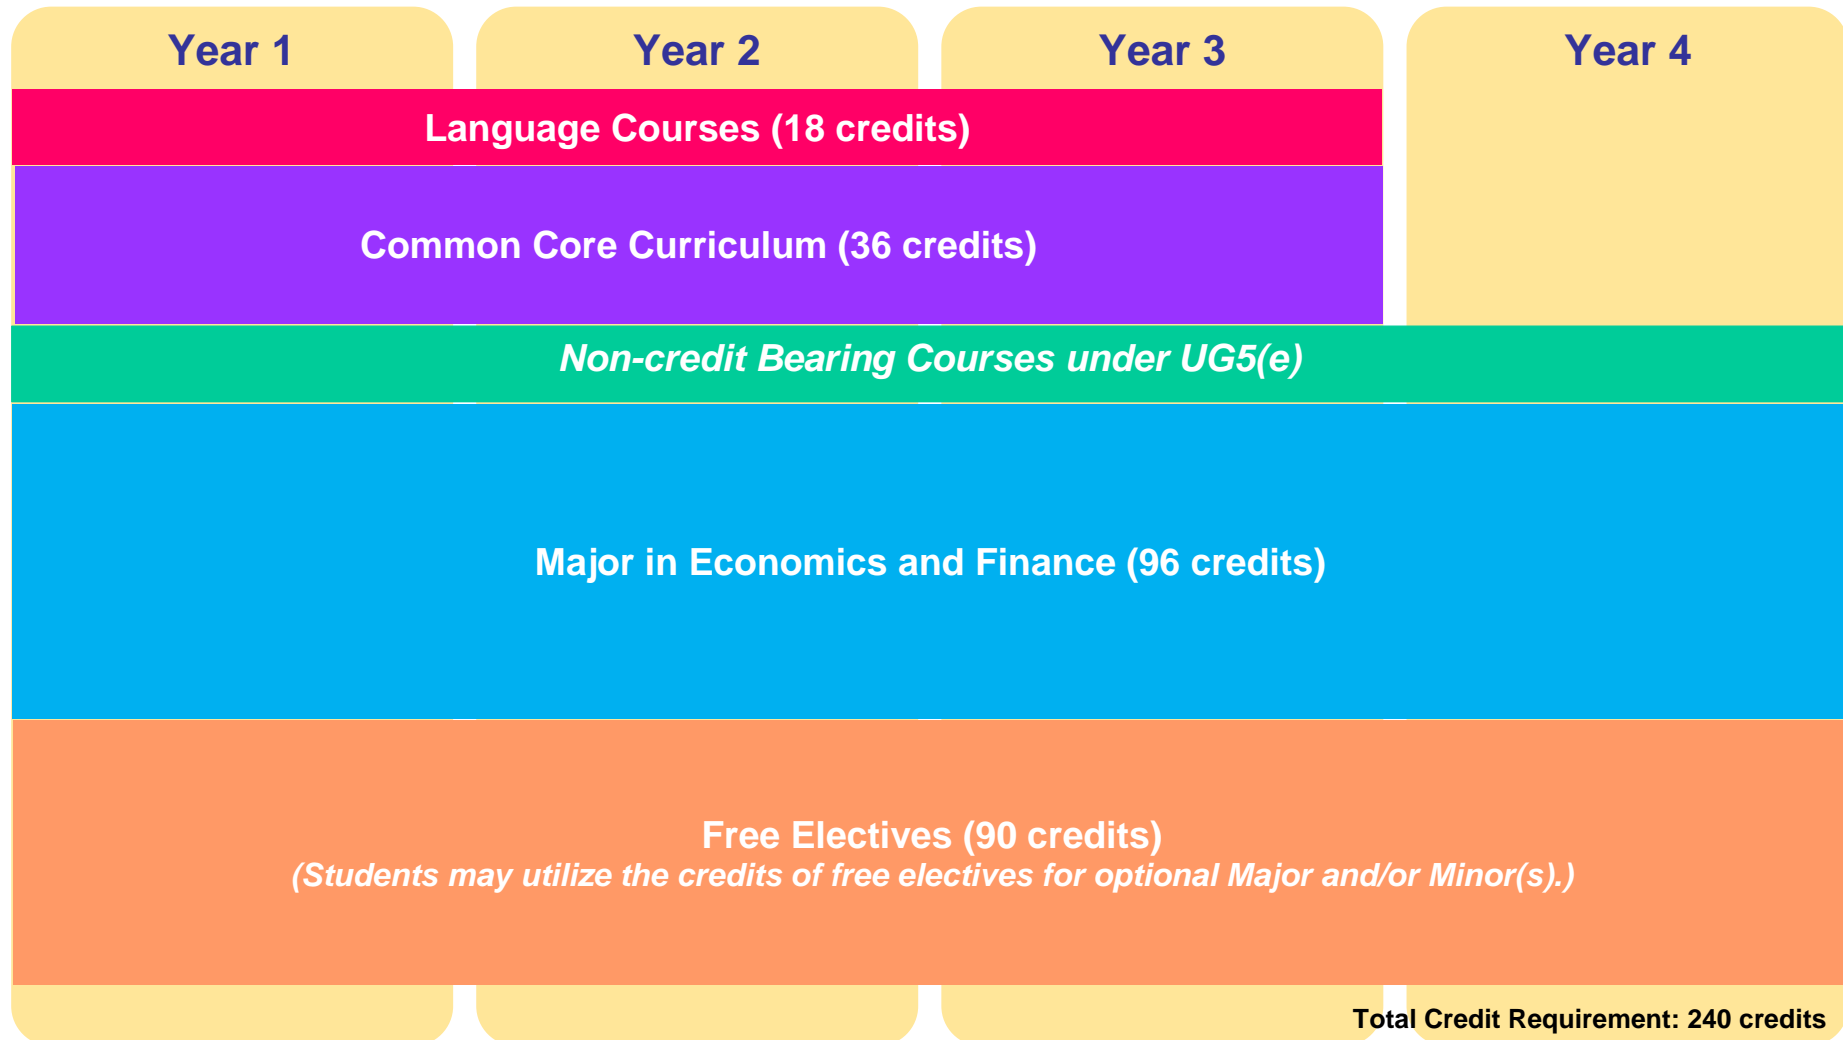 Year 1
Year 2
Year 3
Year 4
Language Courses (18 credits)
Common Core Curriculum (36 credits)
Non-credit Bearing Courses under UG5(e)
Major in Economics and Finance (96 credits)
Free Electives (90 credits)
(Students may utilize the credits of free electives for optional Major and/or Minor(s).)
Total Credit Requirement: 240 credits